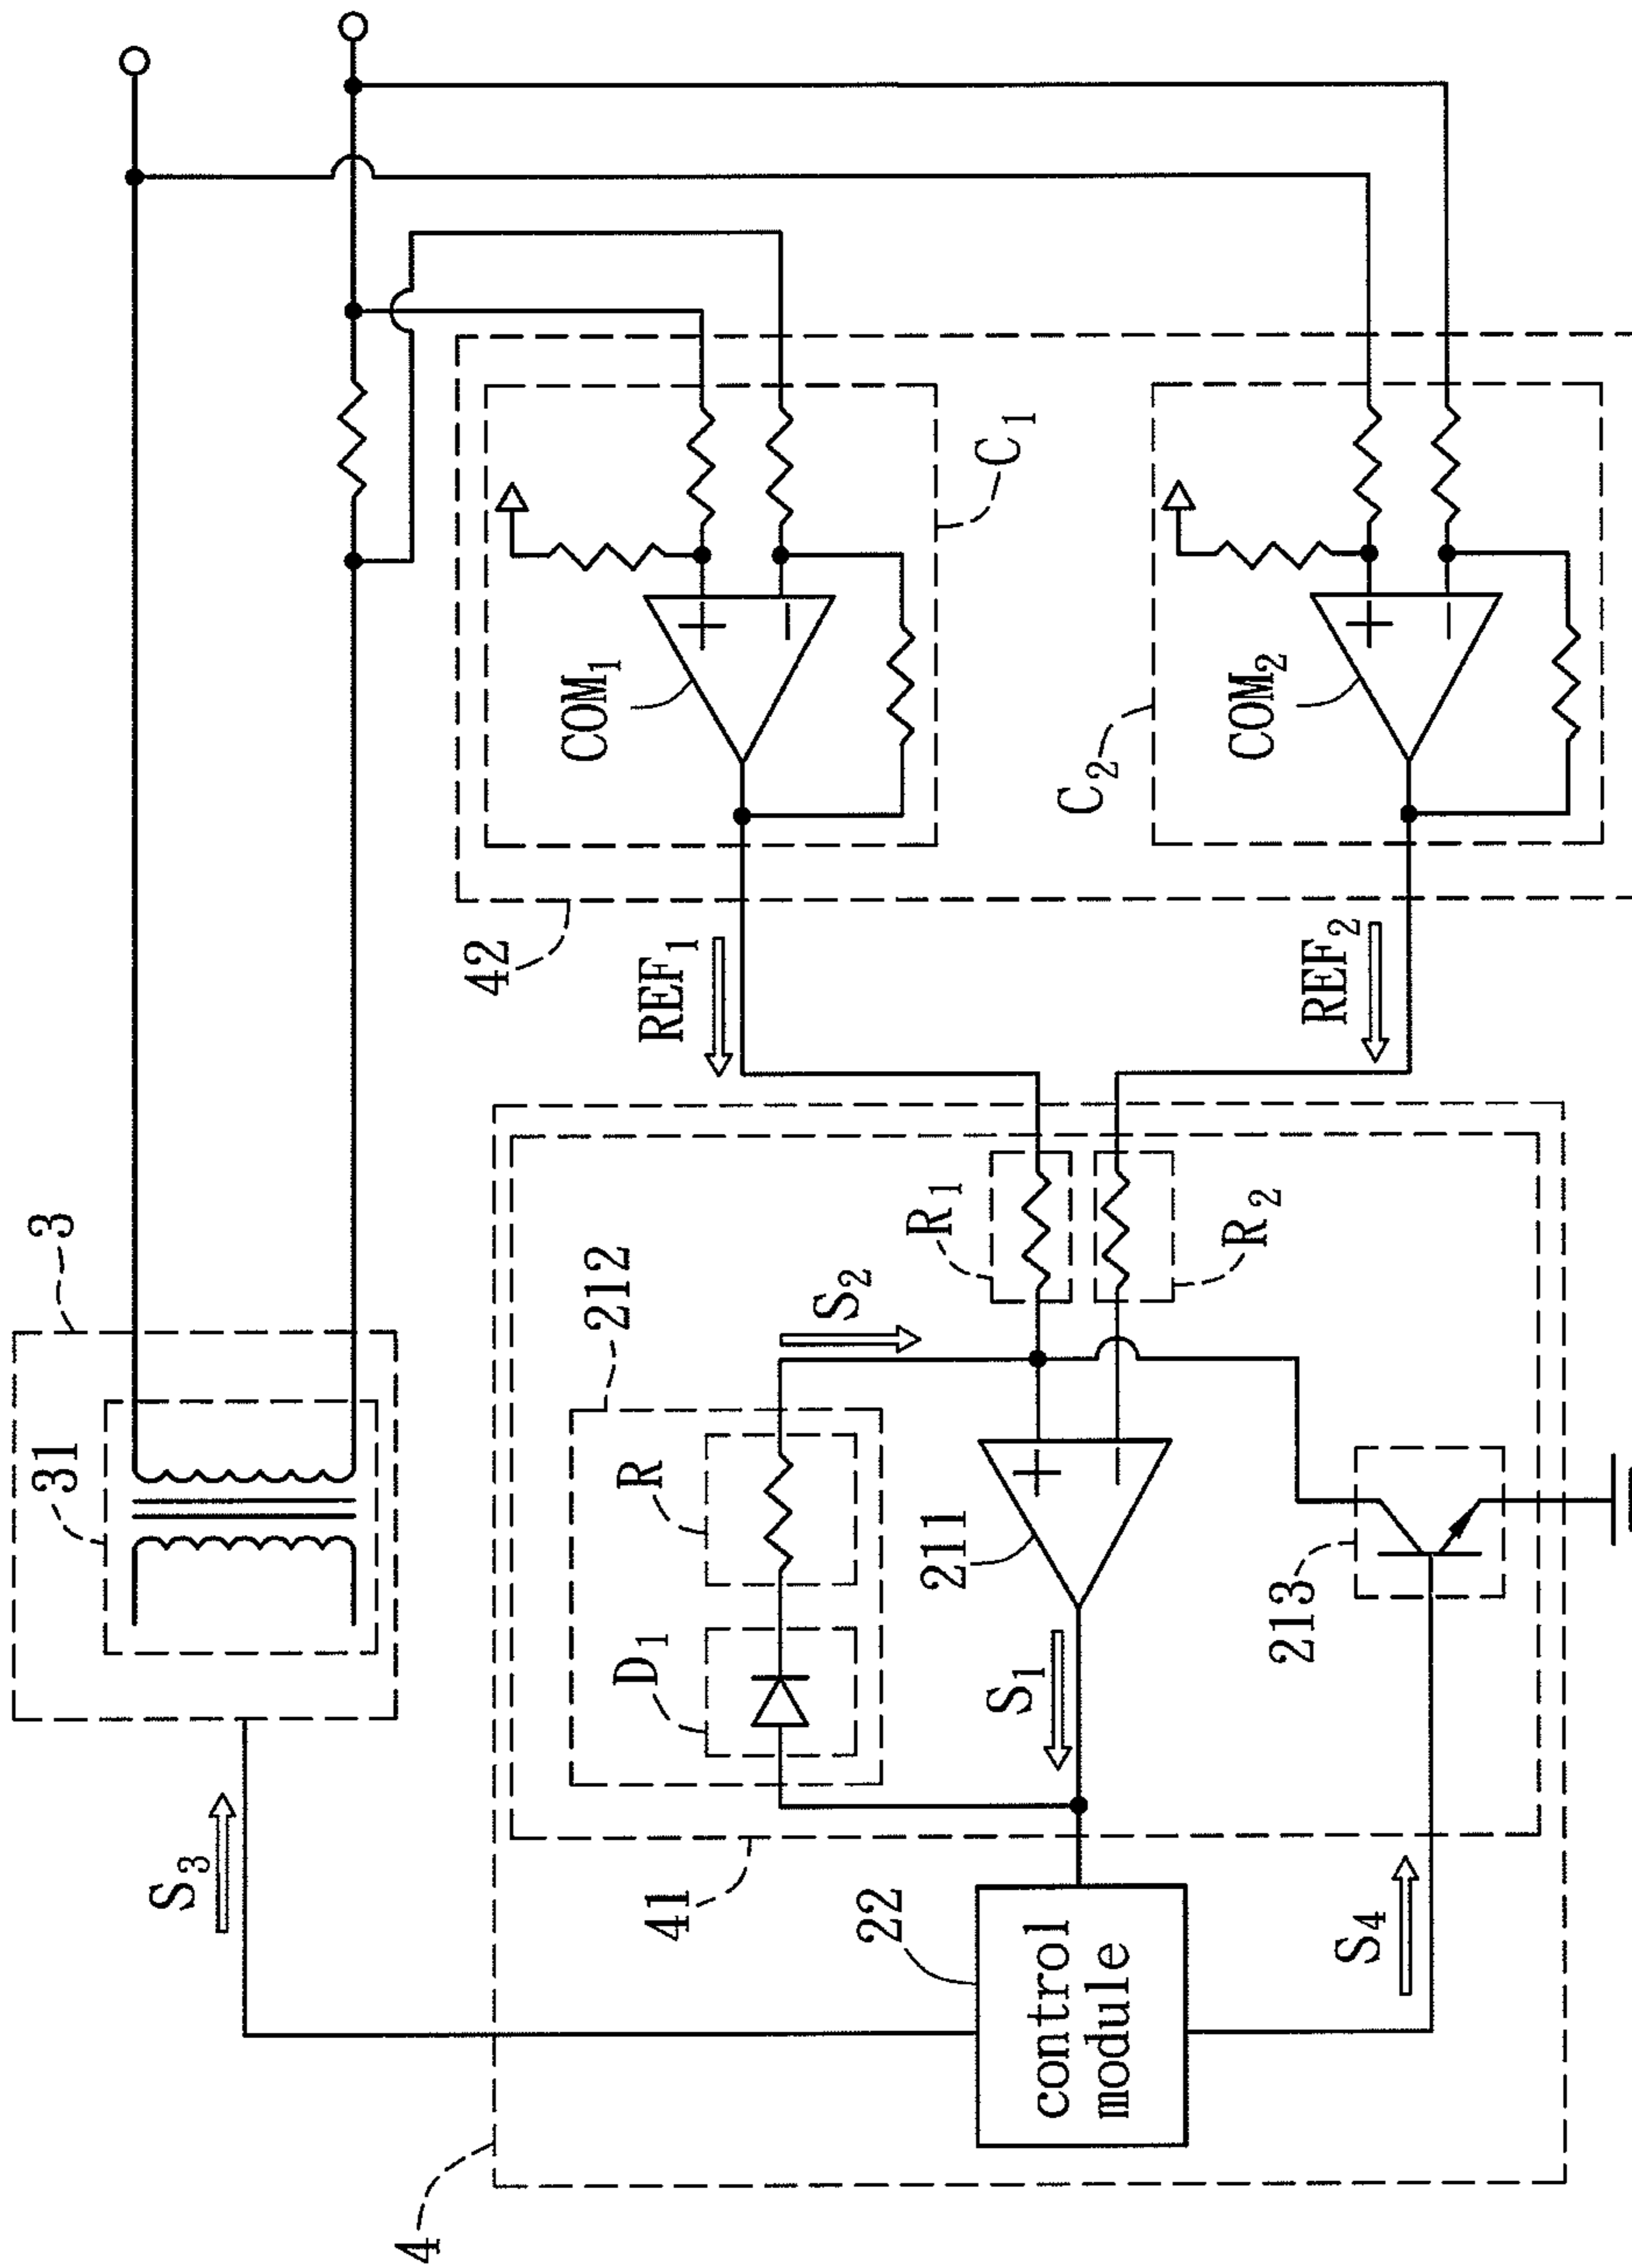 3
31
S₃
42
C₁
COM₁
C₂
COM₂
REF₁
REF₂
212
S₂
R₁
R₂
R
D₁
211
213
S₁
41
22
control
module
S₄
4
+
−
+
−
+
−